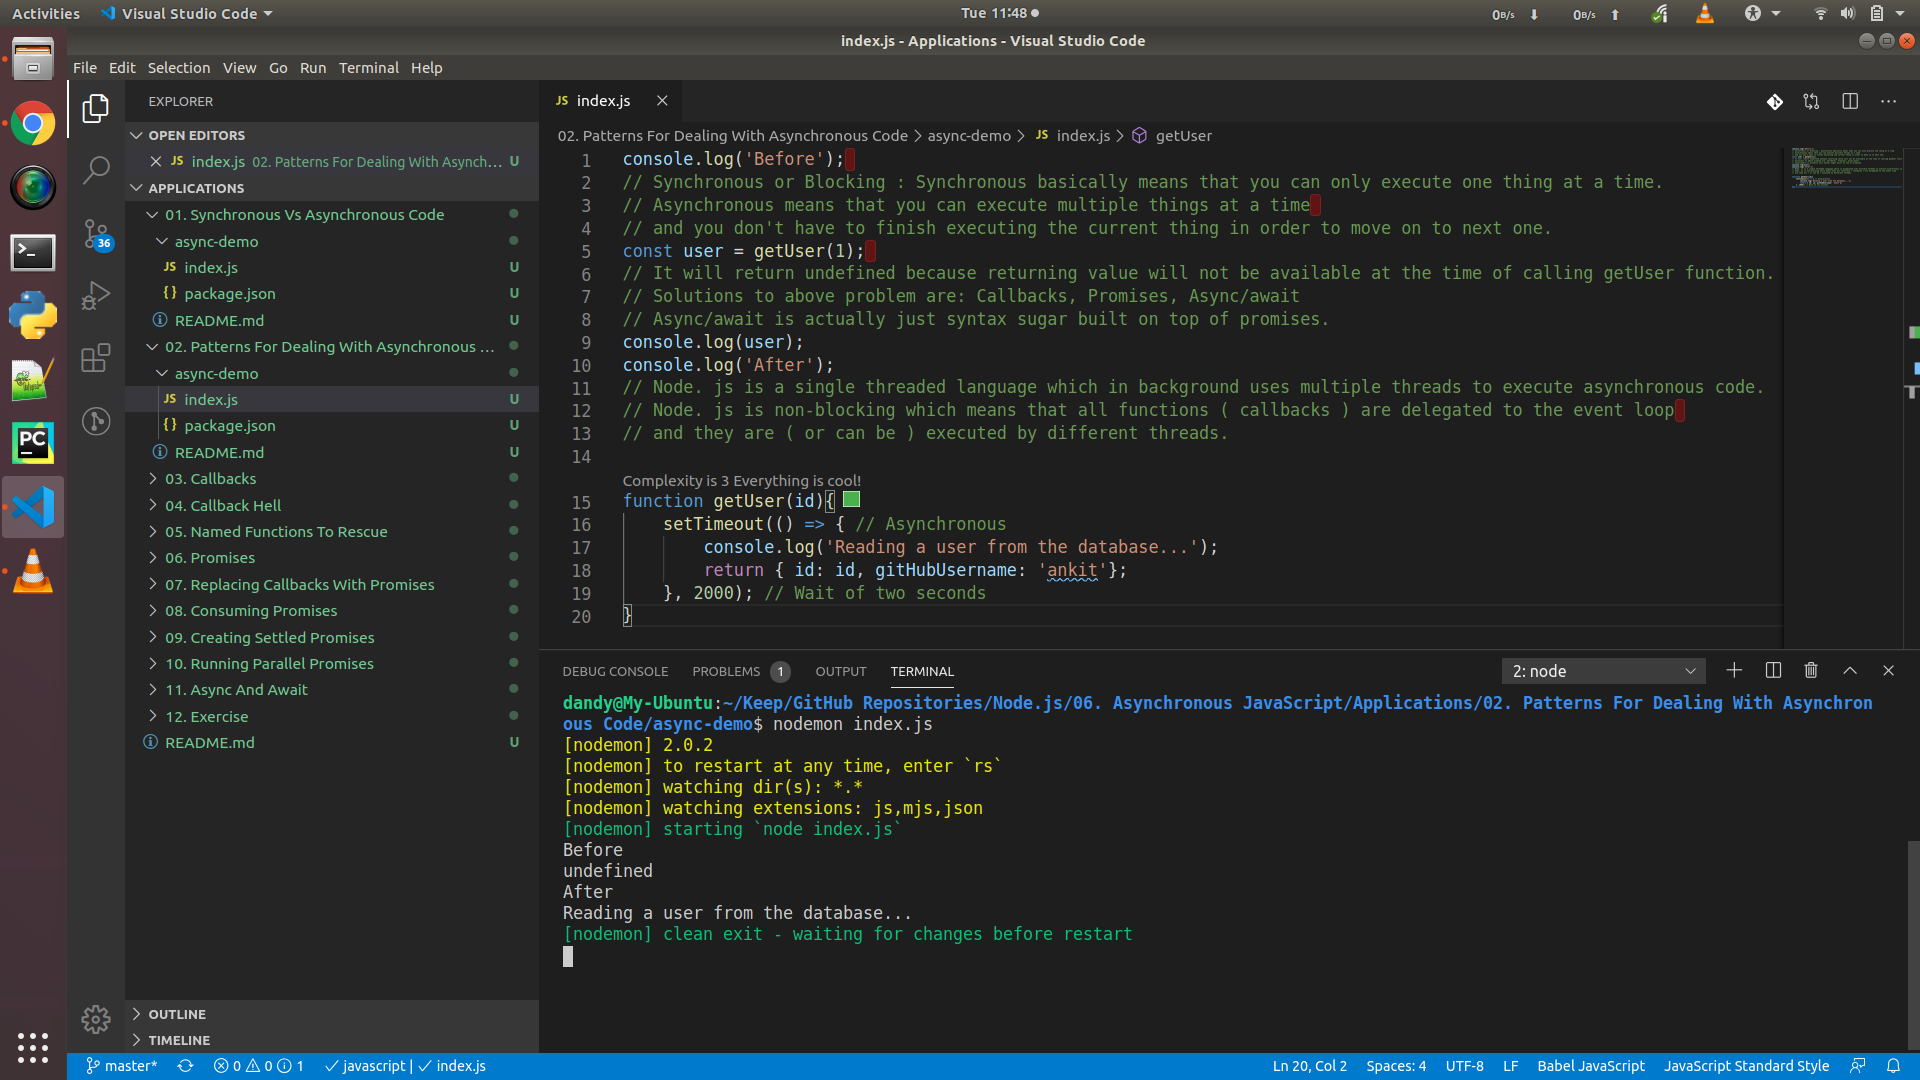 Activities
Visual Studio Code
Tue 11:48
0B/s
0B/s
index.js - Applications - Visual Studio Code
File Edit Selection View Go Run Terminal Help
EXPLORER
OPEN EDITORS
JS index.js 02. Patterns For Dealing With Asynch... U
APPLICATIONS
01. Synchronous Vs Asynchronous Code
async-demo
JS index.js U
{} package.json U
README.md U
02. Patterns For Dealing With Asynchronous ...
async-demo
JS index.js U
{} package.json U
README.md U
03. Callbacks
04. Callback Hell
05. Named Functions To Rescue
06. Promises
07. Replacing Callbacks With Promises
08. Consuming Promises
09. Creating Settled Promises
10. Running Parallel Promises
11. Async And Await
12. Exercise
README.md U
OUTLINE
TIMELINE
36
PC
JS index.js
02. Patterns For Dealing With Asynchronous Code > async-demo > JS index.js > getUser
1 console.log('Before');
2 // Synchronous or Blocking : Synchronous basically means that you can only execute one thing at a time.
3 // Asynchronous means that you can execute multiple things at a time
4 // and you don't have to finish executing the current thing in order to move on to next one.
5 const user = getUser(1);
6 // It will return undefined because returning value will not be available at the time of calling getUser function.
7 // Solutions to above problem are: Callbacks, Promises, Async/await
8 // Async/await is actually just syntax sugar built on top of promises.
9 console.log(user);
10 console.log('After');
11 // Node. js is a single threaded language which in background uses multiple threads to execute asynchronous code.
12 // Node. js is non-blocking which means that all functions ( callbacks ) are delegated to the event loop
13 // and they are ( or can be ) executed by different threads.
14
Complexity is 3 Everything is cool!
15 function getUser(id){
16 setTimeout(() => { // Asynchronous
17 console.log('Reading a user from the database...');
18 return { id: id, gitHubUsername: 'ankit'};
19 }, 2000); // Wait of two seconds
20 }
DEBUG CONSOLE PROBLEMS 1 OUTPUT TERMINAL
2: node
dandy@My-Ubuntu:~/Keep/GitHub Repositories/Node.js/06. Asynchronous JavaScript/Applications/02. Patterns For Dealing With Asynchron
ous Code/async-demo$ nodemon index.js
[nodemon] 2.0.2
[nodemon] to restart at any time, enter `rs`
[nodemon] watching dir(s): *.*
[nodemon] watching extensions: js,mjs,json
[nodemon] starting `node index.js`
Before
undefined
After
Reading a user from the database...
[nodemon] clean exit - waiting for changes before restart
master* 0 0 1 javascript | index.js
Ln 20, Col 2 Spaces: 4 UTF-8 LF Babel JavaScript JavaScript Standard Style